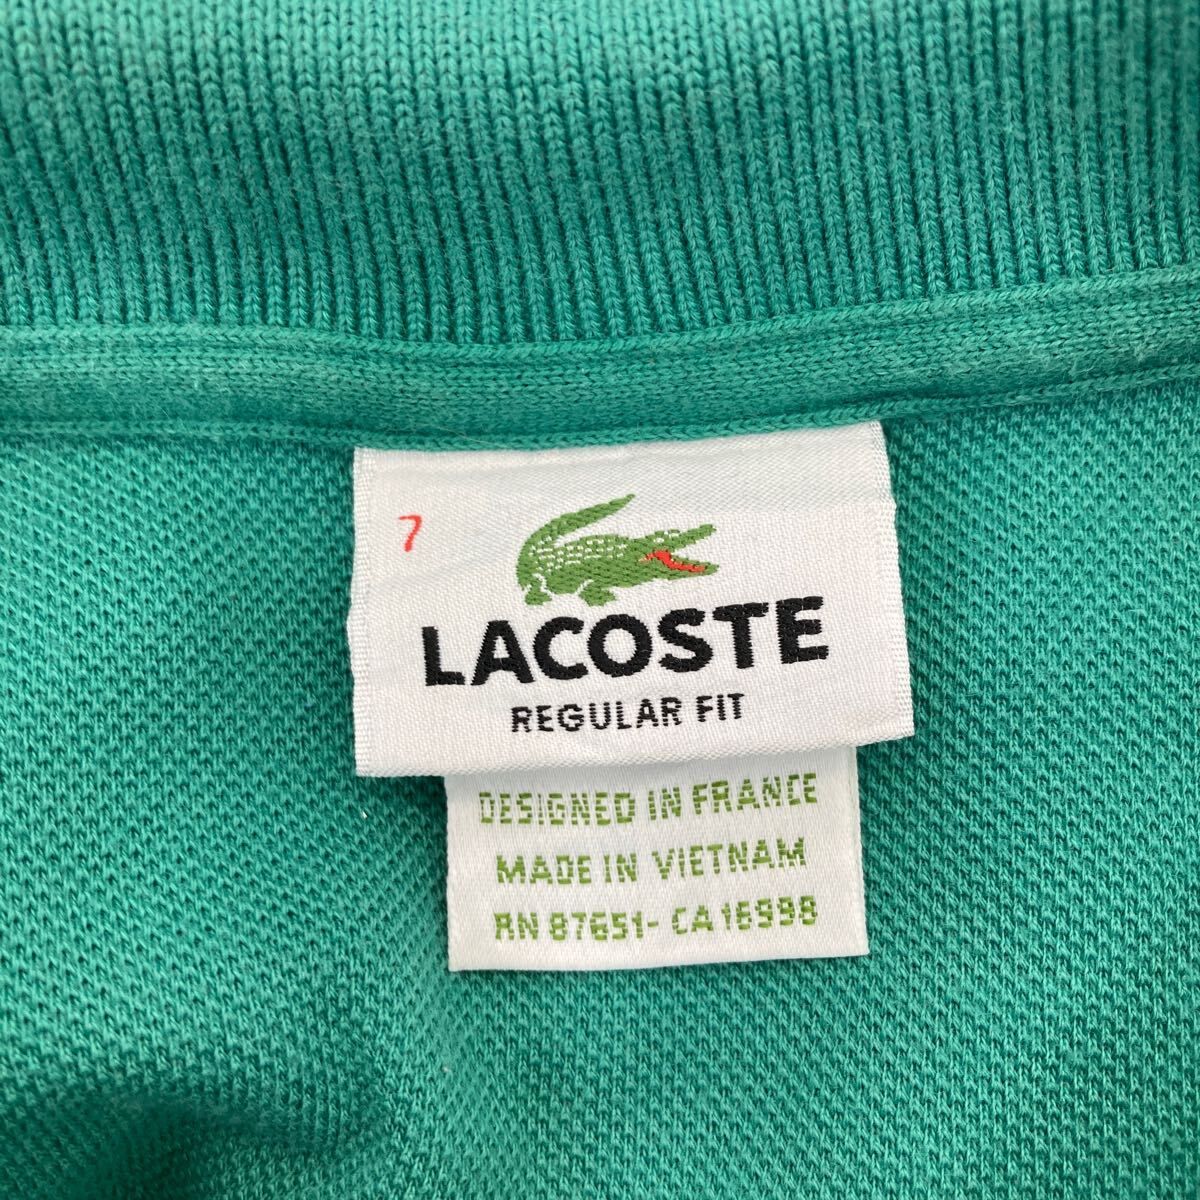 7
LACOSTE
REGULAR FIT
DESIGNED IN FRANCE
MADE IN VIETNAM
RN 87651- CA 16998